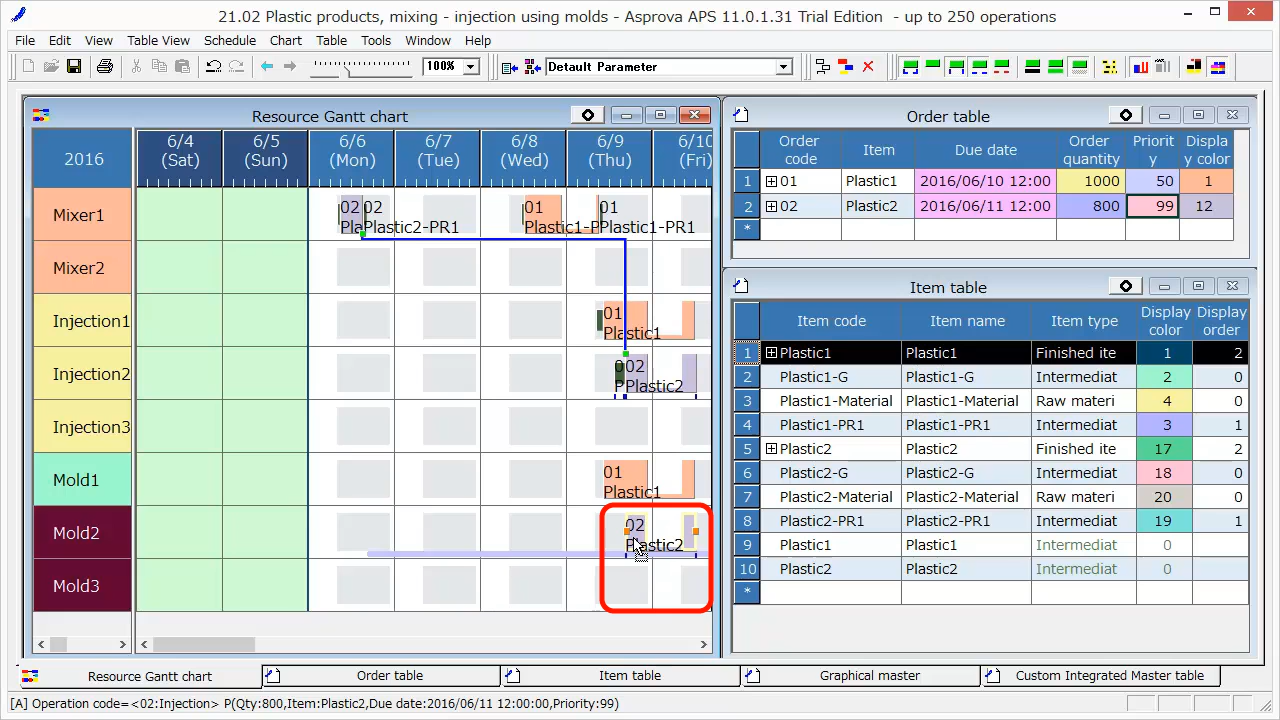 21.02 Plastic products, mixing - injection using molds - Asprova APS 11.0.1.31 Trial Edition - up to 250 operations
File Edit View Table View Schedule Chart Table Tools Window Help
100% Default Parameter
Resource Gantt chart
2016 6/4 (Sat) 6/5 (Sun) 6/6 (Mon) 6/7 (Tue) 6/8 (Wed) 6/9 (Thu) 6/10 (Fri)
Mixer1 02 02 01 01
Plastic2-PR1 Plastic1-P Plastic1-PR1
Mixer2
Injection1 01
Plastic1
Injection2 02
Plastic2
Injection3
Mold1 01
Plastic1
Mold2 02
Plastic2
Mold3
Order table
Order code Item Due date Order quantity Priority Display color
1 01 Plastic1 2016/06/10 12:00 1000 50 1
2 02 Plastic2 2016/06/11 12:00 800 99 12
*
Item table
Item code Item name Item type Display color Display order
1 Plastic1 Plastic1 Finished ite 1 2
2 Plastic1-G Plastic1-G Intermediat 2 0
3 Plastic1-Material Plastic1-Material Raw materi 4 0
4 Plastic1-PR1 Plastic1-PR1 Intermediat 3 1
5 Plastic2 Plastic2 Finished ite 17 2
6 Plastic2-G Plastic2-G Intermediat 18 0
7 Plastic2-Material Plastic2-Material Raw materi 20 0
8 Plastic2-PR1 Plastic2-PR1 Intermediat 19 1
9 Plastic1 Plastic1 Intermediat 0
10 Plastic2 Plastic2 Intermediat 0
*
Resource Gantt chart Order table Item table Graphical master Custom Integrated Master table
[A] Operation code=<02:Injection> P(Qty:800,Item:Plastic2,Due date:2016/06/11 12:00:00,Priority:99)